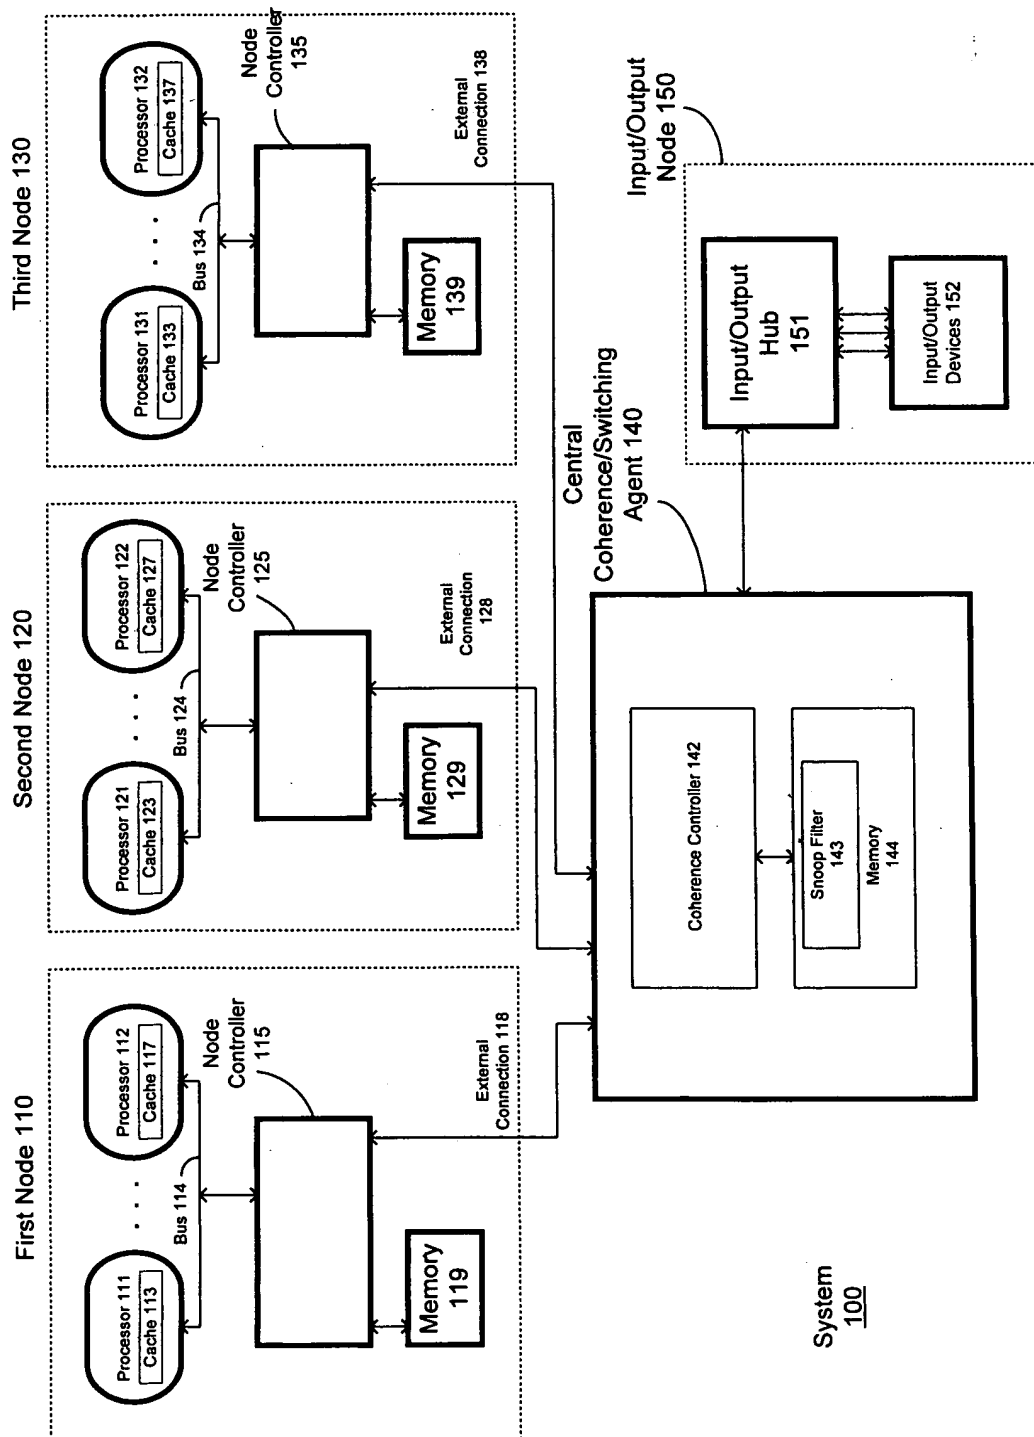 First Node 110
Processor 111
Cache 113
. . .
Processor 112
Cache 117
Bus 114
Node
Controller
115
Memory
119
External
Connection 118
Second Node 120
Processor 121
Cache 123
. . .
Processor 122
Cache 127
Bus 124
Node
Controller
125
Memory
129
External
Connection
128
Third Node 130
Processor 131
Cache 133
. . .
Processor 132
Cache 137
Bus 134
Node
Controller
135
Memory
139
External
Connection 138
Central
Coherence/Switching
Agent 140
Coherence Controller 142
Snoop Filter
143
Memory
144
Input/Output
Node 150
Input/Output
Hub
151
Input/Output
Devices 152
System
100